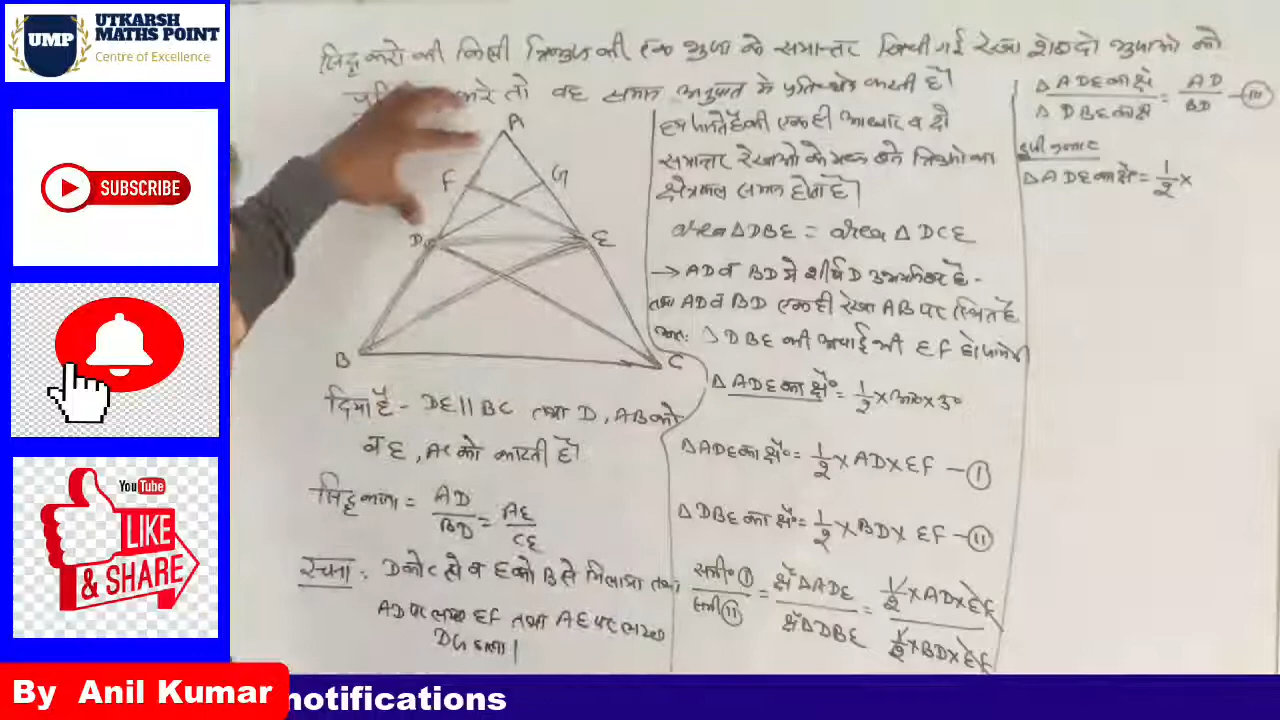 UTKARSH
MATHS POINT
UMP
Centre of Excellence
SUBSCRIBE
YouTube
LIKE
& SHARE
By Anil Kumar
notifications
सिद्ध करो की किसी त्रिभुज की एक भुजा के समान्तर खिची गई रेखा शेष दो भुजाओ को
करे तो वह समान अनुपात मे प्रतिच्छेद करती है।
A
F
G
D
E
B
C
दिया है - DE||BC तथा D, AB को
व E, AC को काटती है।
सिद्ध करना = AD/BD = AE/CE
रचना : D को C से व E को B से मिलाया तथा
AD पर लम्ब EF तथा AE पर लम्ब
DG डाला।
हम जानते है की एक ही आधार व दो
समान्तर रेखाओ के मध्य बने त्रिभुजो का
क्षेत्रफल समान होता है।
area ΔDBE = area ΔDCE
→ AD व BD मे शीर्ष D उभयनिष्ठ है -
तथा AD व BD एक ही रेखा AB पर स्थित है
अतः ΔDBE की ऊचाई भी EF
ΔADE का क्षे० = 1/2 × आ० × ऊ०
ΔADE का क्षे० = 1/2 × AD × EF — I
ΔDBE का क्षे० = 1/2 × BD × EF — II
समी० I / समी II = क्षे ΔADE / क्षे ΔDBE = 1/2 × AD × EF / 1/2 × BD × EF
ΔADE का क्षे / ΔDBE का क्षे = AD/BD — III
इसी प्रकार
ΔADE का क्षे० = 1/2 ×